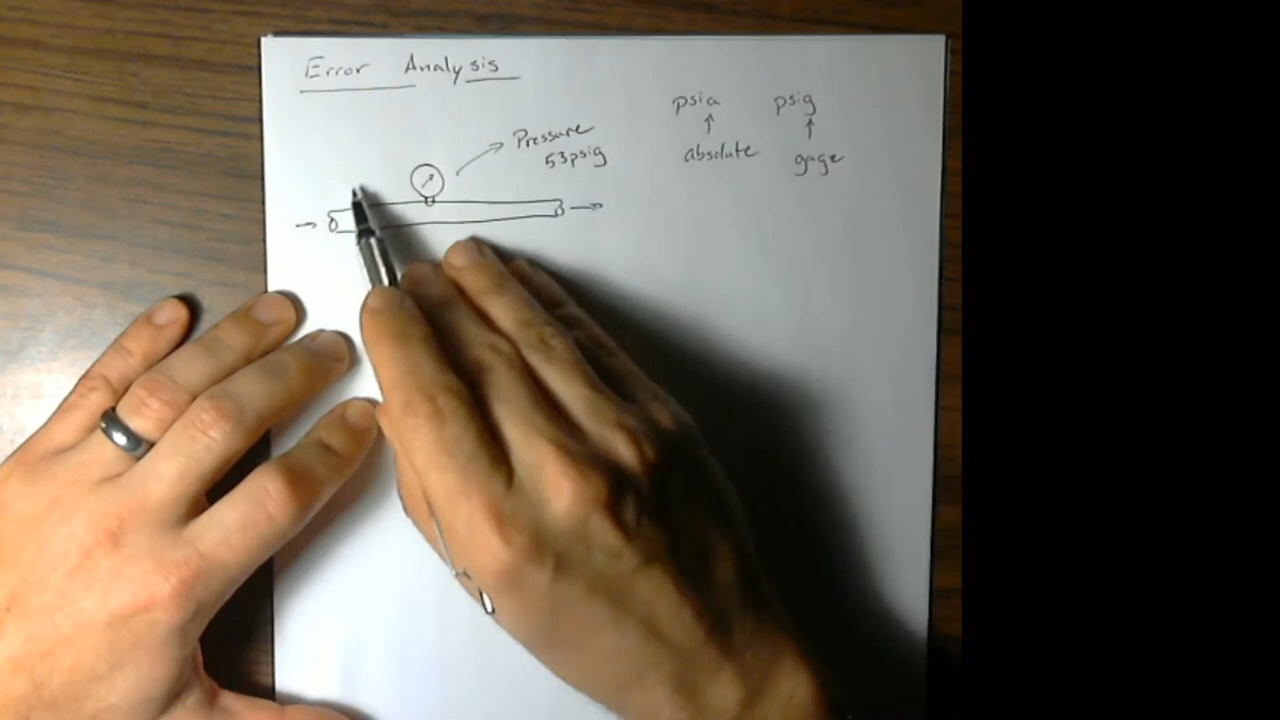 Error Analysis
psia psig
absolute gage
Pressure
53psig